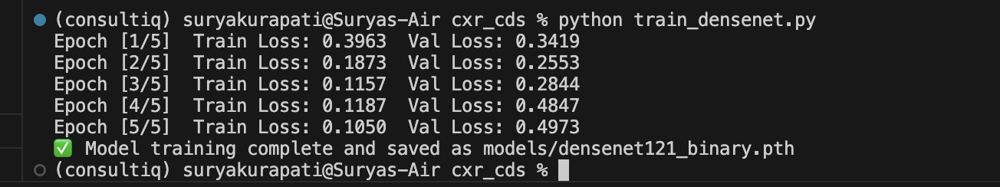 (consultiq) suryakurapati@Suryas-Air cxr_cds % python train_densenet.py
Epoch [1/5]  Train Loss: 0.3963  Val Loss: 0.3419
Epoch [2/5]  Train Loss: 0.1873  Val Loss: 0.2553
Epoch [3/5]  Train Loss: 0.1157  Val Loss: 0.2844
Epoch [4/5]  Train Loss: 0.1187  Val Loss: 0.4847
Epoch [5/5]  Train Loss: 0.1050  Val Loss: 0.4973
✅ Model training complete and saved as models/densenet121_binary.pth
(consultiq) suryakurapati@Suryas-Air cxr_cds %